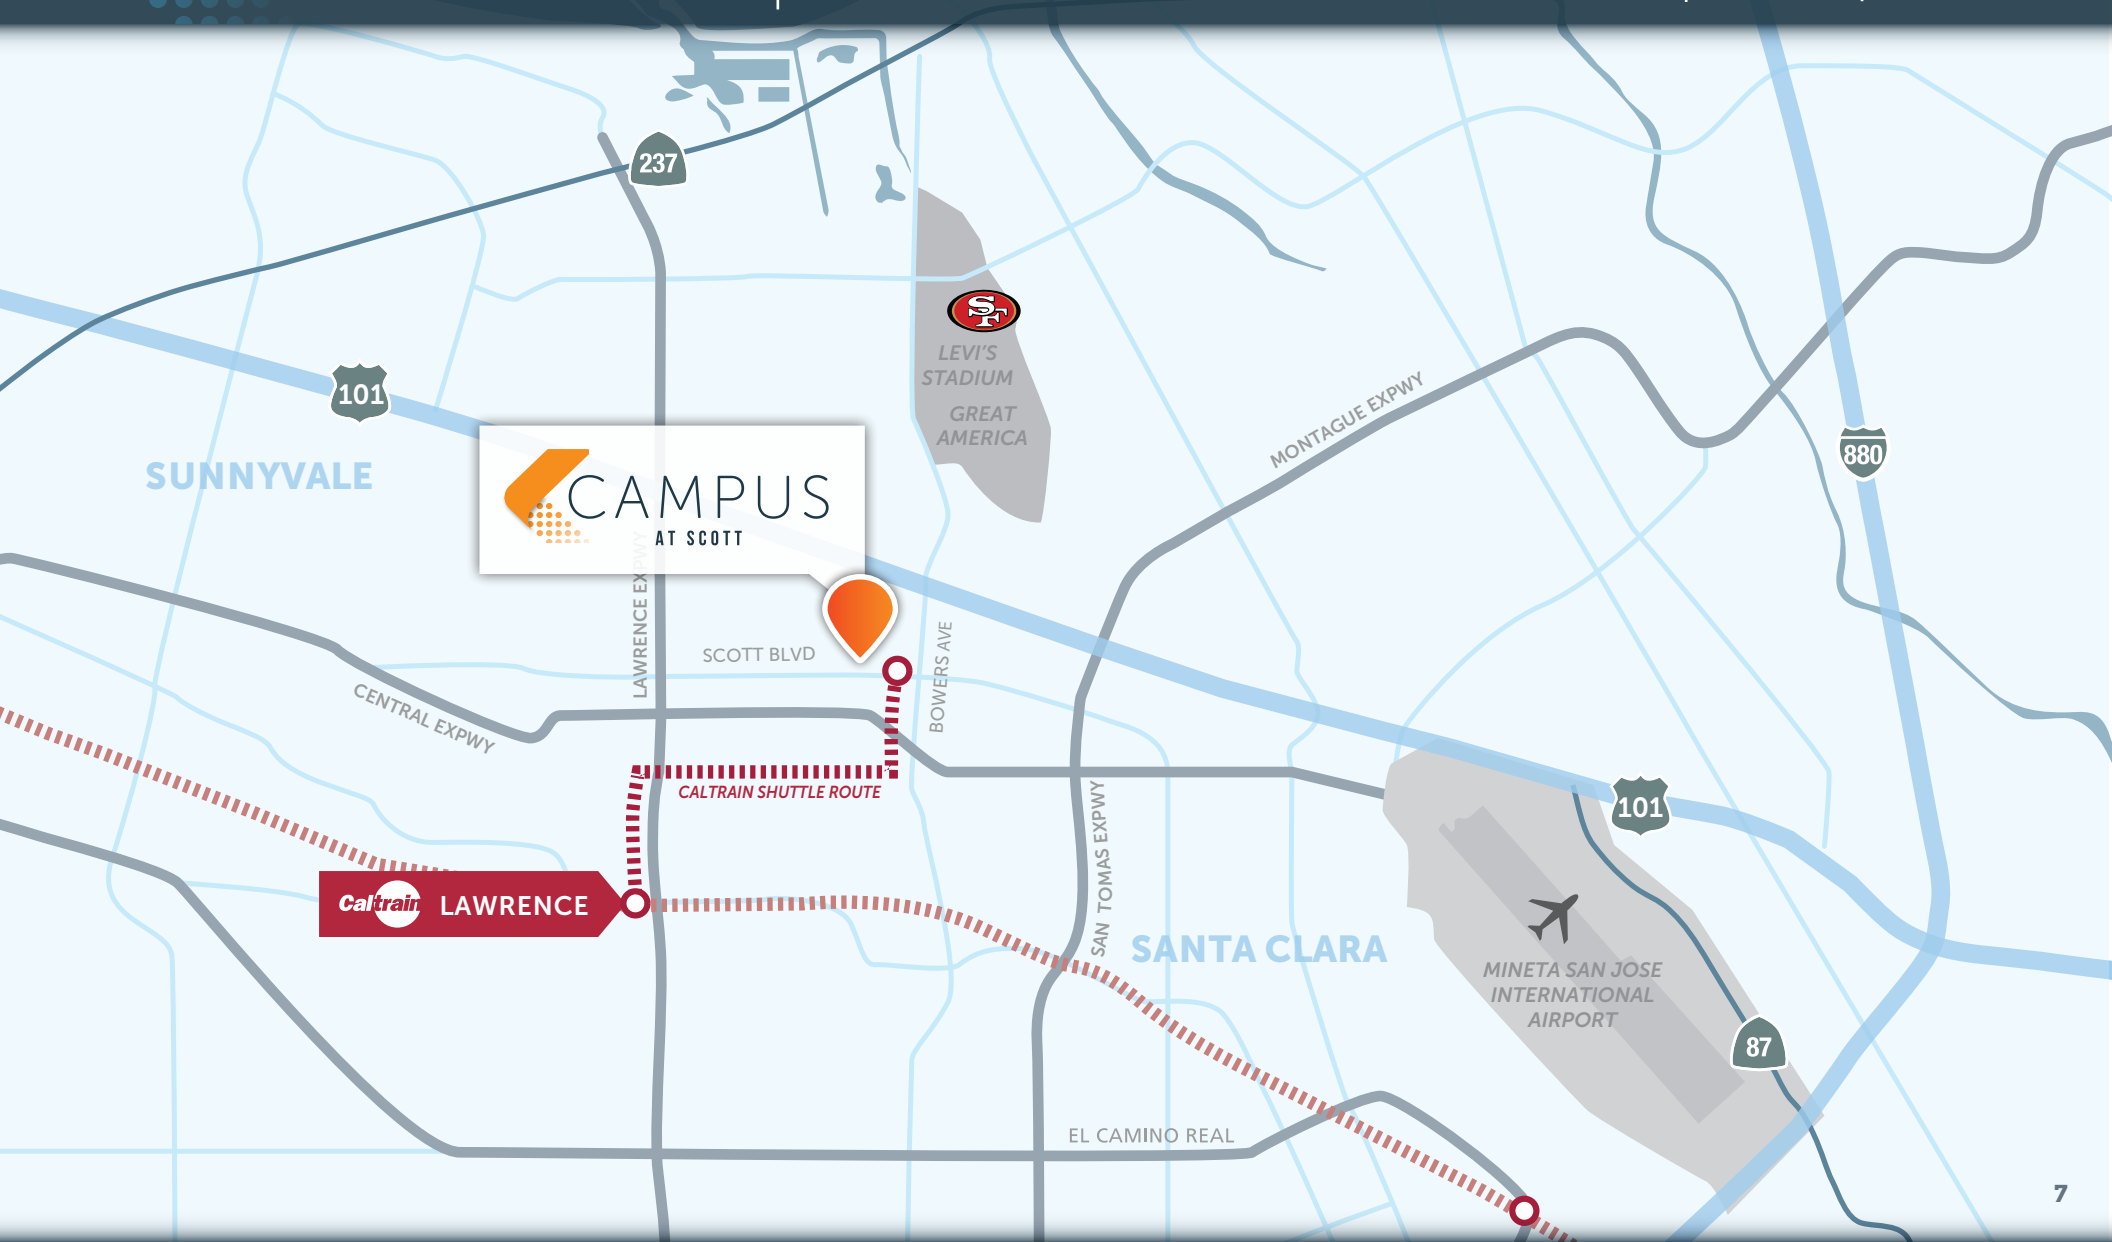 237
SF
LEVI'S
STADIUM
GREAT
AMERICA
101
MONTAGUE EXPWY
880
SUNNYVALE
CAMPUS
AT SCOTT
LAWRENCE EXPWY
SCOTT BLVD
BOWERS AVE
CENTRAL EXPWY
CALTRAIN SHUTTLE ROUTE
101
SAN TOMAS EXPWY
Caltrain LAWRENCE
SANTA CLARA
MINETA SAN JOSE
INTERNATIONAL
AIRPORT
87
EL CAMINO REAL
7